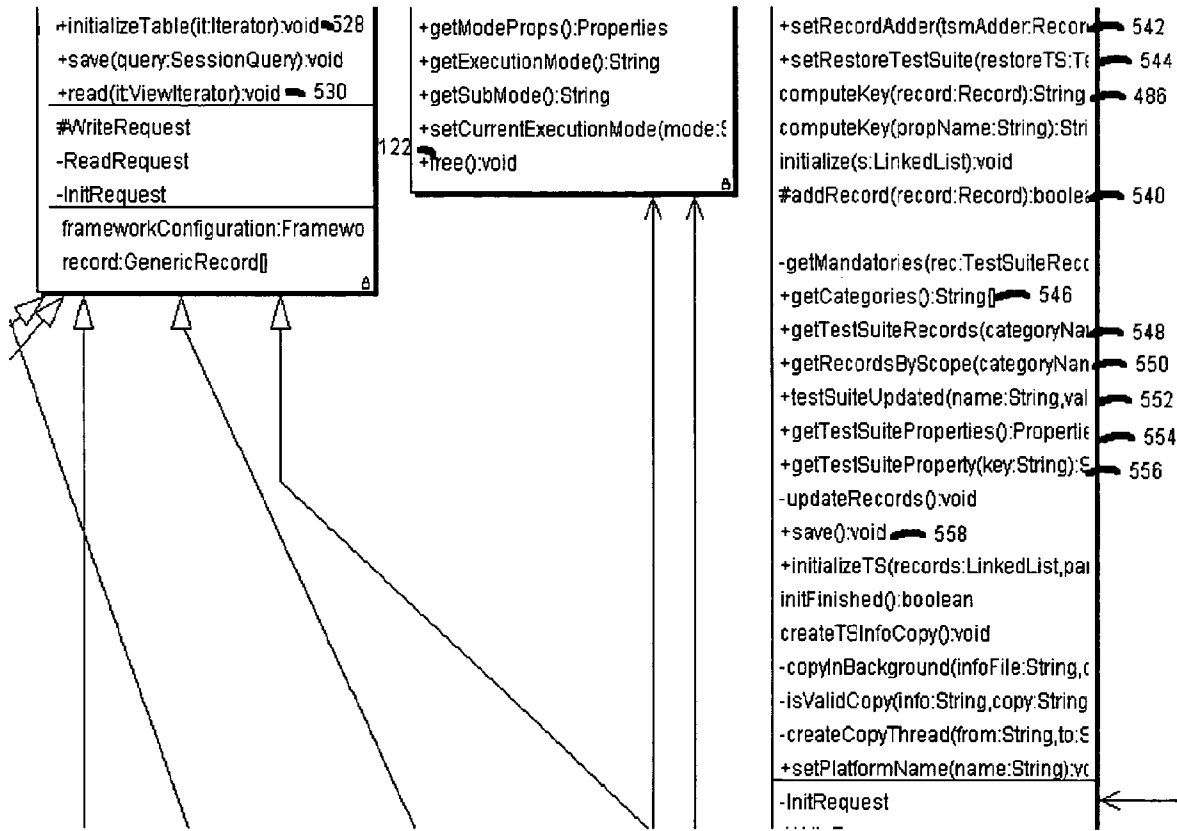 +initializeTable(it:Iterator):void 528
+save(query:SessionQuery):void
+read(it:ViewIterator):void 530
#WriteRequest
-ReadRequest
-InitRequest
frameworkConfiguration:Framewo
record:GenericRecord[]
+getModeProps():Properties
+getExecutionMode():String
+getSubMode():String
+setCurrentExecutionMode(mode:S
122
+free():void
+setRecordAdder(tsmAdder:Recor 542
+setRestoreTestSuite(restoreTS:Te 544
computeKey(record:Record):String 486
computeKey(propName:String):Stri
initialize(s:LinkedList):void
#addRecord(record:Record):boolea 540
-getMandatories(rec:TestSuiteReco
+getCategories():String[] 546
+getTestSuiteRecords(categoryNa 548
+getRecordsByScope(categoryNan 550
+testSuiteUpdated(name:String,val 552
+getTestSuiteProperties():Propertie 554
+getTestSuiteProperty(key:String):S 556
-updateRecords():void
+save():void 558
+initializeTS(records:LinkedList,par
initFinished():boolean
createTSInfoCopy():void
-copyInBackground(infoFile:String,c
-isValidCopy(info:String,copy:String
-createCopyThread(from:String,to:S
+setPlatformName(name:String):vo
-InitRequest